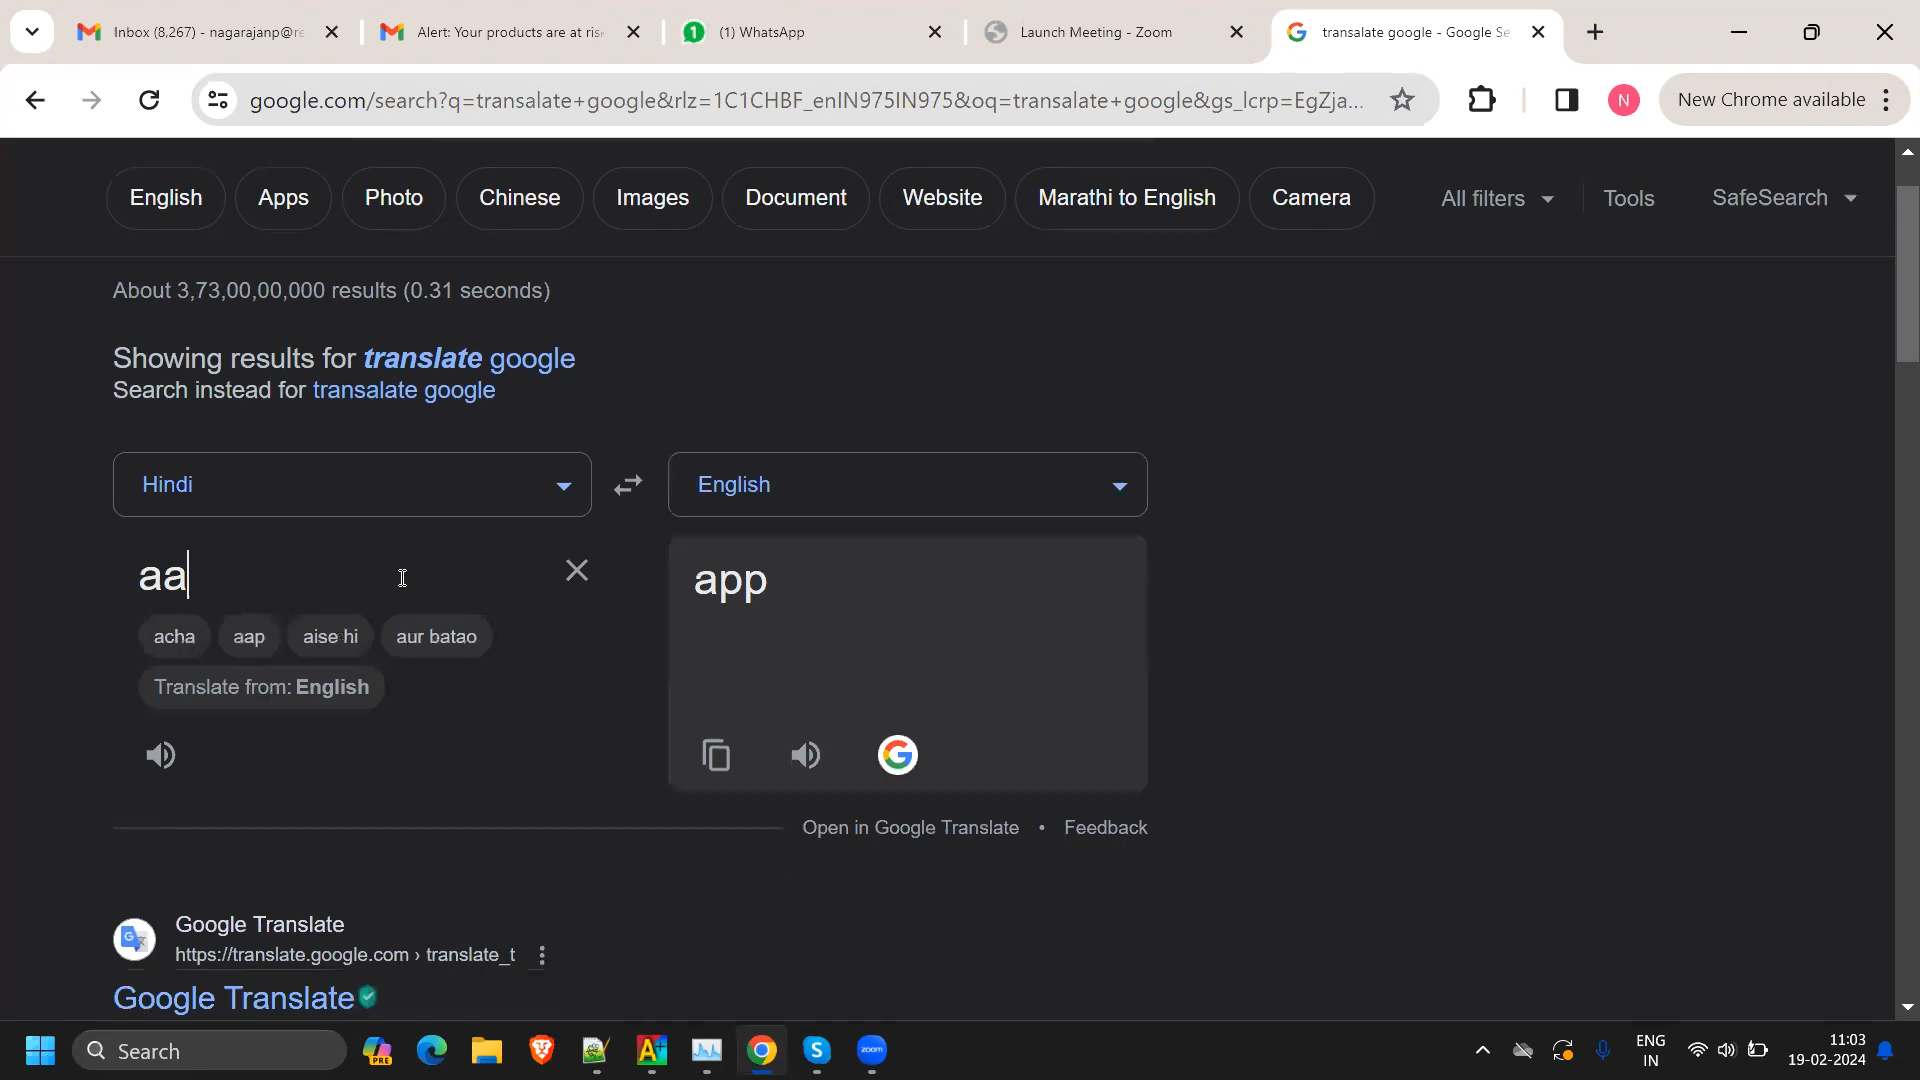 Inbox (8,267) - nagarajanp@re
Alert: Your products are at ris
(1) WhatsApp
Launch Meeting - Zoom
transalate google - Google Se
google.com/search?q=transalate+google&rlz=1C1CHBF_enIN975IN975&oq=transalate+google&gs_lcrp=EgZja...
N
New Chrome available
English
Apps
Photo
Chinese
Images
Document
Website
Marathi to English
Camera
All filters
Tools
SafeSearch
About 3,73,00,00,000 results (0.31 seconds)
Showing results for translate google
Search instead for transalate google
Hindi
English
aa
app
acha
aap
aise hi
aur batao
Translate from: English
Open in Google Translate • Feedback
Google Translate
https://translate.google.com › translate_t
Google Translate
Search
PRE
zoom
ENG
IN
11:03
19-02-2024